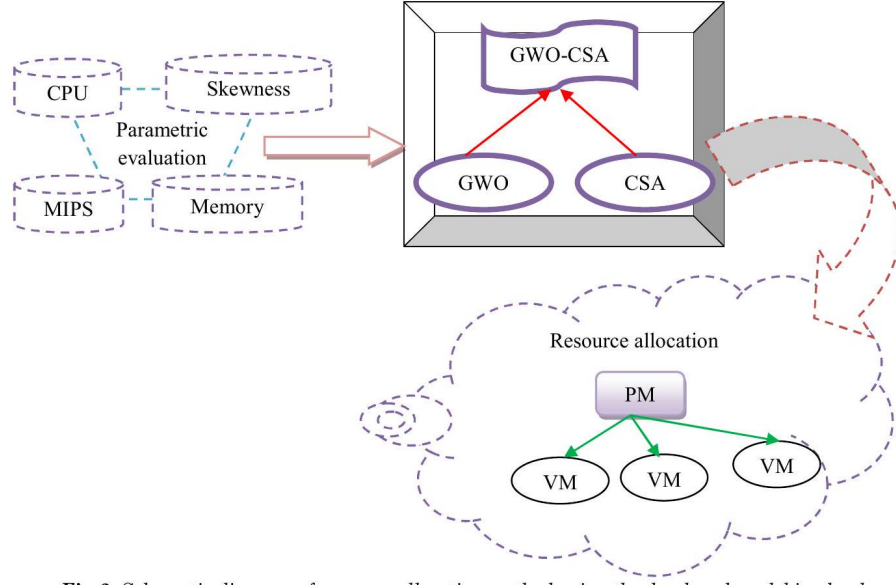 CPU
Skewness
Parametric
evaluation
MIPS
Memory
GWO-CSA
GWO
CSA
Resource allocation
PM
VM
VM
VM